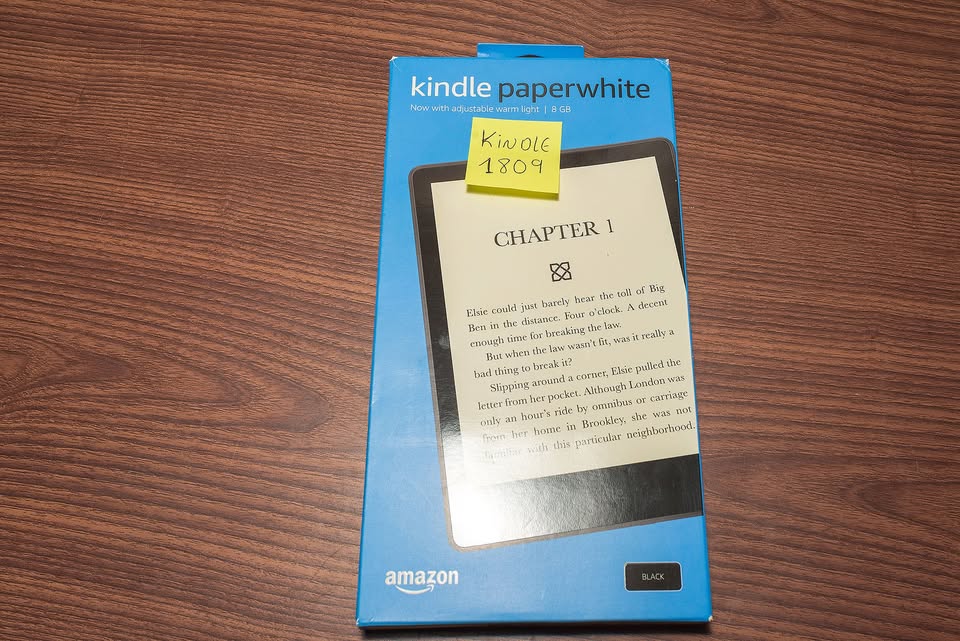 kindle paperwhite
Now with adjustable warm light | 8 GB
KiNDLE
1809
CHAPTER 1
Elsie could just barely hear the toll of Big
Ben in the distance. Four o'clock. A decent
enough time for breaking the law.
But when the law wasn't fit, was it really a
bad thing to break it?
Slipping around a corner, Elsie pulled the
letter from her pocket. Although London was
only an hour's ride by omnibus or carriage
from her home in Brookley, she was not
familiar with this particular neighborhood.
amazon
BLACK